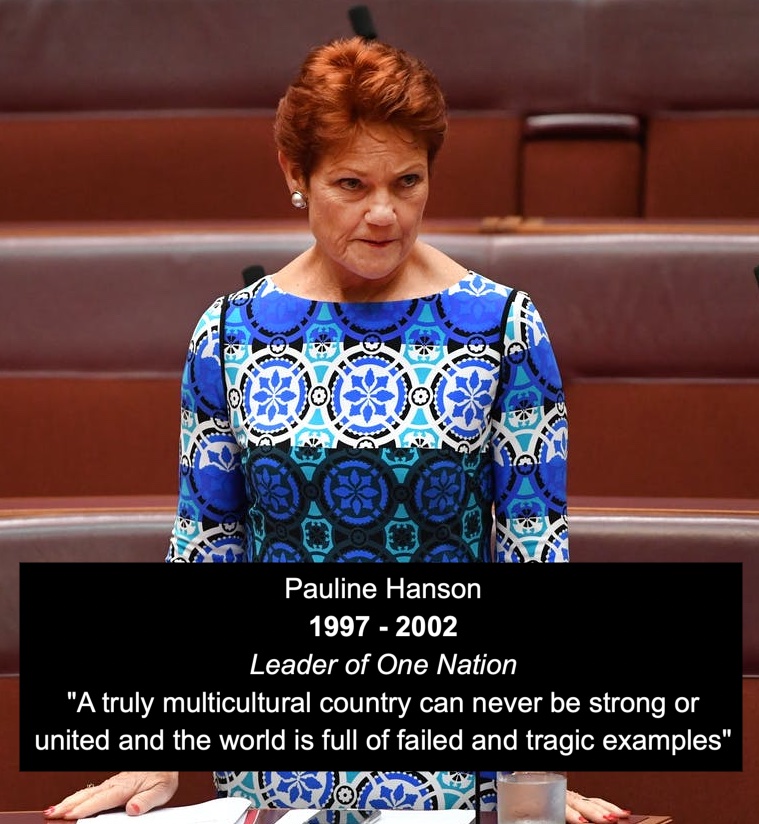 Pauline Hanson
1997 - 2002
Leader of One Nation
"A truly multicultural country can never be strong or
united and the world is full of failed and tragic examples"